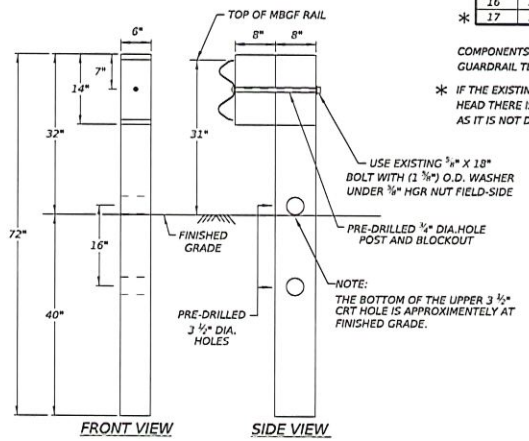 16
* 17
COMPONENTS
GUARDRAIL
* IF THE EXISTIN
HEAD THERE IS
AS IT IS NOT D
6"
7"
14"
32"
72"
16"
40"
FINISHED
GRADE
FRONT VIEW
TOP OF MBGF RAIL
8" 8"
31"
USE EXISTING ⅝" X 18"
BOLT WITH (1 ⅝") O.D. WASHER
UNDER ⅝" HGR NUT FIELD-SIDE
PRE-DRILLED ¾" DIA.HOLE
POST AND BLOCKOUT
NOTE:
THE BOTTOM OF THE UPPER 3 ½"
CRT HOLE IS APPROXIMENTELY AT
FINISHED GRADE.
PRE-DRILLED
3 ½" DIA.
HOLES
SIDE VIEW